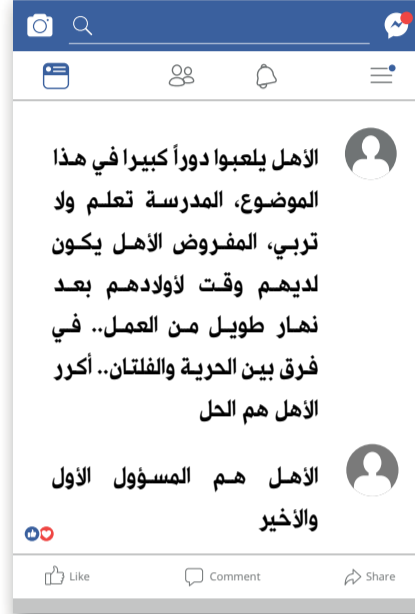 الأهل يلعبوا دوراً كبيرا في هذا
الموضوع، المدرسة تعلم ولا
تربي، المفروض الأهل يكون
لديهم وقت لأولادهم بعد
نهار طويل من العمل.. في
فرق بين الحرية والفلتان.. أكرر
الأهل هم الحل
الأهل هم المسؤول الأول
والأخير
Like Comment Share